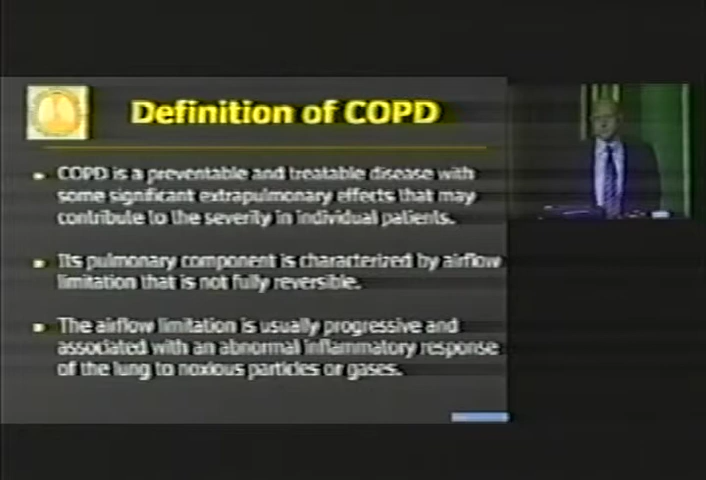 Definition of COPD
COPD is a preventable and treatable disease with
some significant extrapulmonary effects that may
contribute to the severity in individual patients.
Its pulmonary component is characterized by airflow
limitation that is not fully reversible.
The airflow limitation is usually progressive and
associated with an abnormal inflammatory response
of the lung to noxious particles or gases.